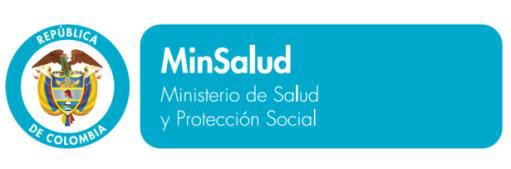 REPÚBLICA
DE COLOMBIA
MinSalud
Ministerio de Salud
y Protección Social